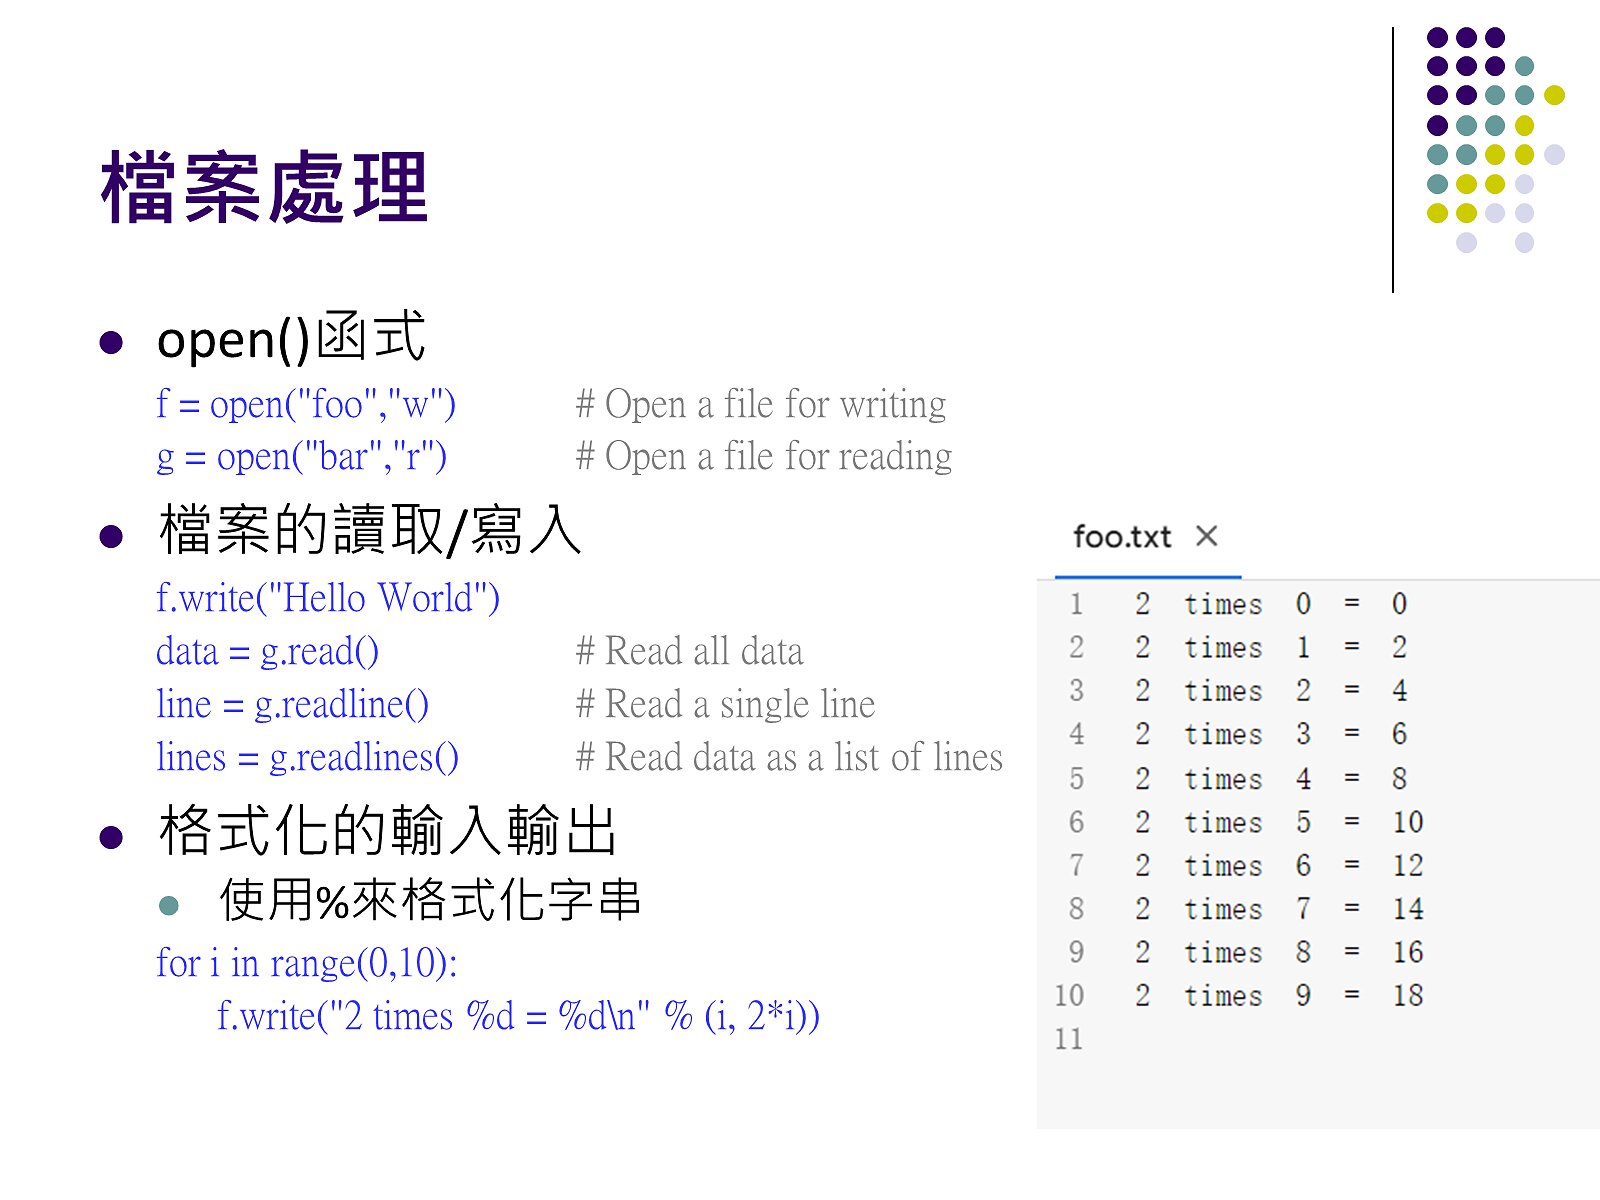 檔案處理
open()函式
f = open("foo","w") # Open a file for writing
g = open("bar","r") # Open a file for reading
檔案的讀取/寫入
f.write("Hello World")
data = g.read() # Read all data
line = g.readline() # Read a single line
lines = g.readlines() # Read data as a list of lines
格式化的輸入輸出
使用%來格式化字串
for i in range(0,10):
f.write("2 times %d = %d\n" % (i, 2*i))
foo.txt ×
1 2 times 0 = 0
2 2 times 1 = 2
3 2 times 2 = 4
4 2 times 3 = 6
5 2 times 4 = 8
6 2 times 5 = 10
7 2 times 6 = 12
8 2 times 7 = 14
9 2 times 8 = 16
10 2 times 9 = 18
11